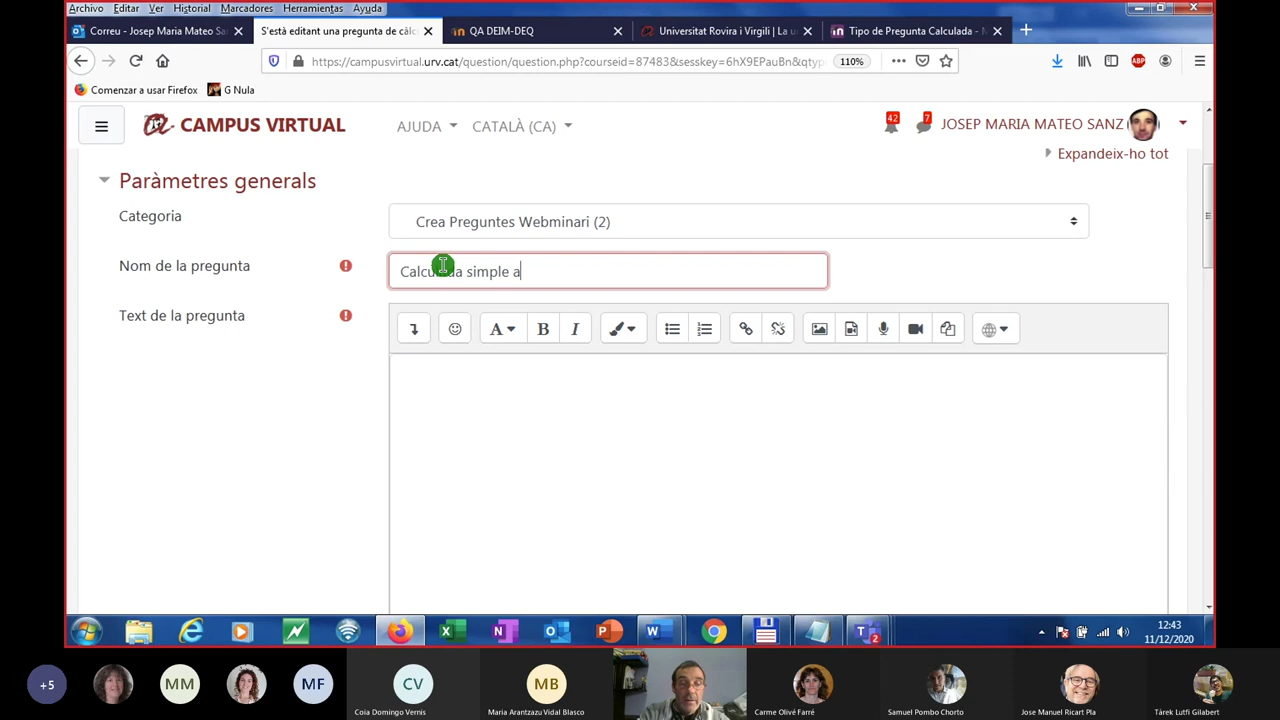 Archivo Editar Ver Historial Marcadores Herramientas Ayuda
Correu - Josep Maria Mateo Sa
S'està editant una pregunta de càlc
QA DEIM-DEQ
Universitat Rovira i Virgili | La u
Tipo de Pregunta Calculada - M
https://campusvirtual.urv.cat/question/question.php?courseid=87483&sesskey=6hX9EPauBn&qtyp
110%
ABP
Comenzar a usar Firefox
G Nula
CAMPUS VIRTUAL
AJUDA
CATALÀ (CA)
42
7
JOSEP MARIA MATEO SANZ
Expandeix-ho tot
Paràmetres generals
Categoria
Crea Preguntes Webminari (2)
Nom de la pregunta
simple a
Text de la pregunta
A
B
I
12:43
11/12/2020
2
+5
MM
MF
CV
Coia Domingo Vernis
MB
Maria Arantzazu Vidal Blasco
Carme Olivé Farré
Samuel Pombo Chorto
Jose Manuel Ricart Pla
Tárek Lutfi Gilabert